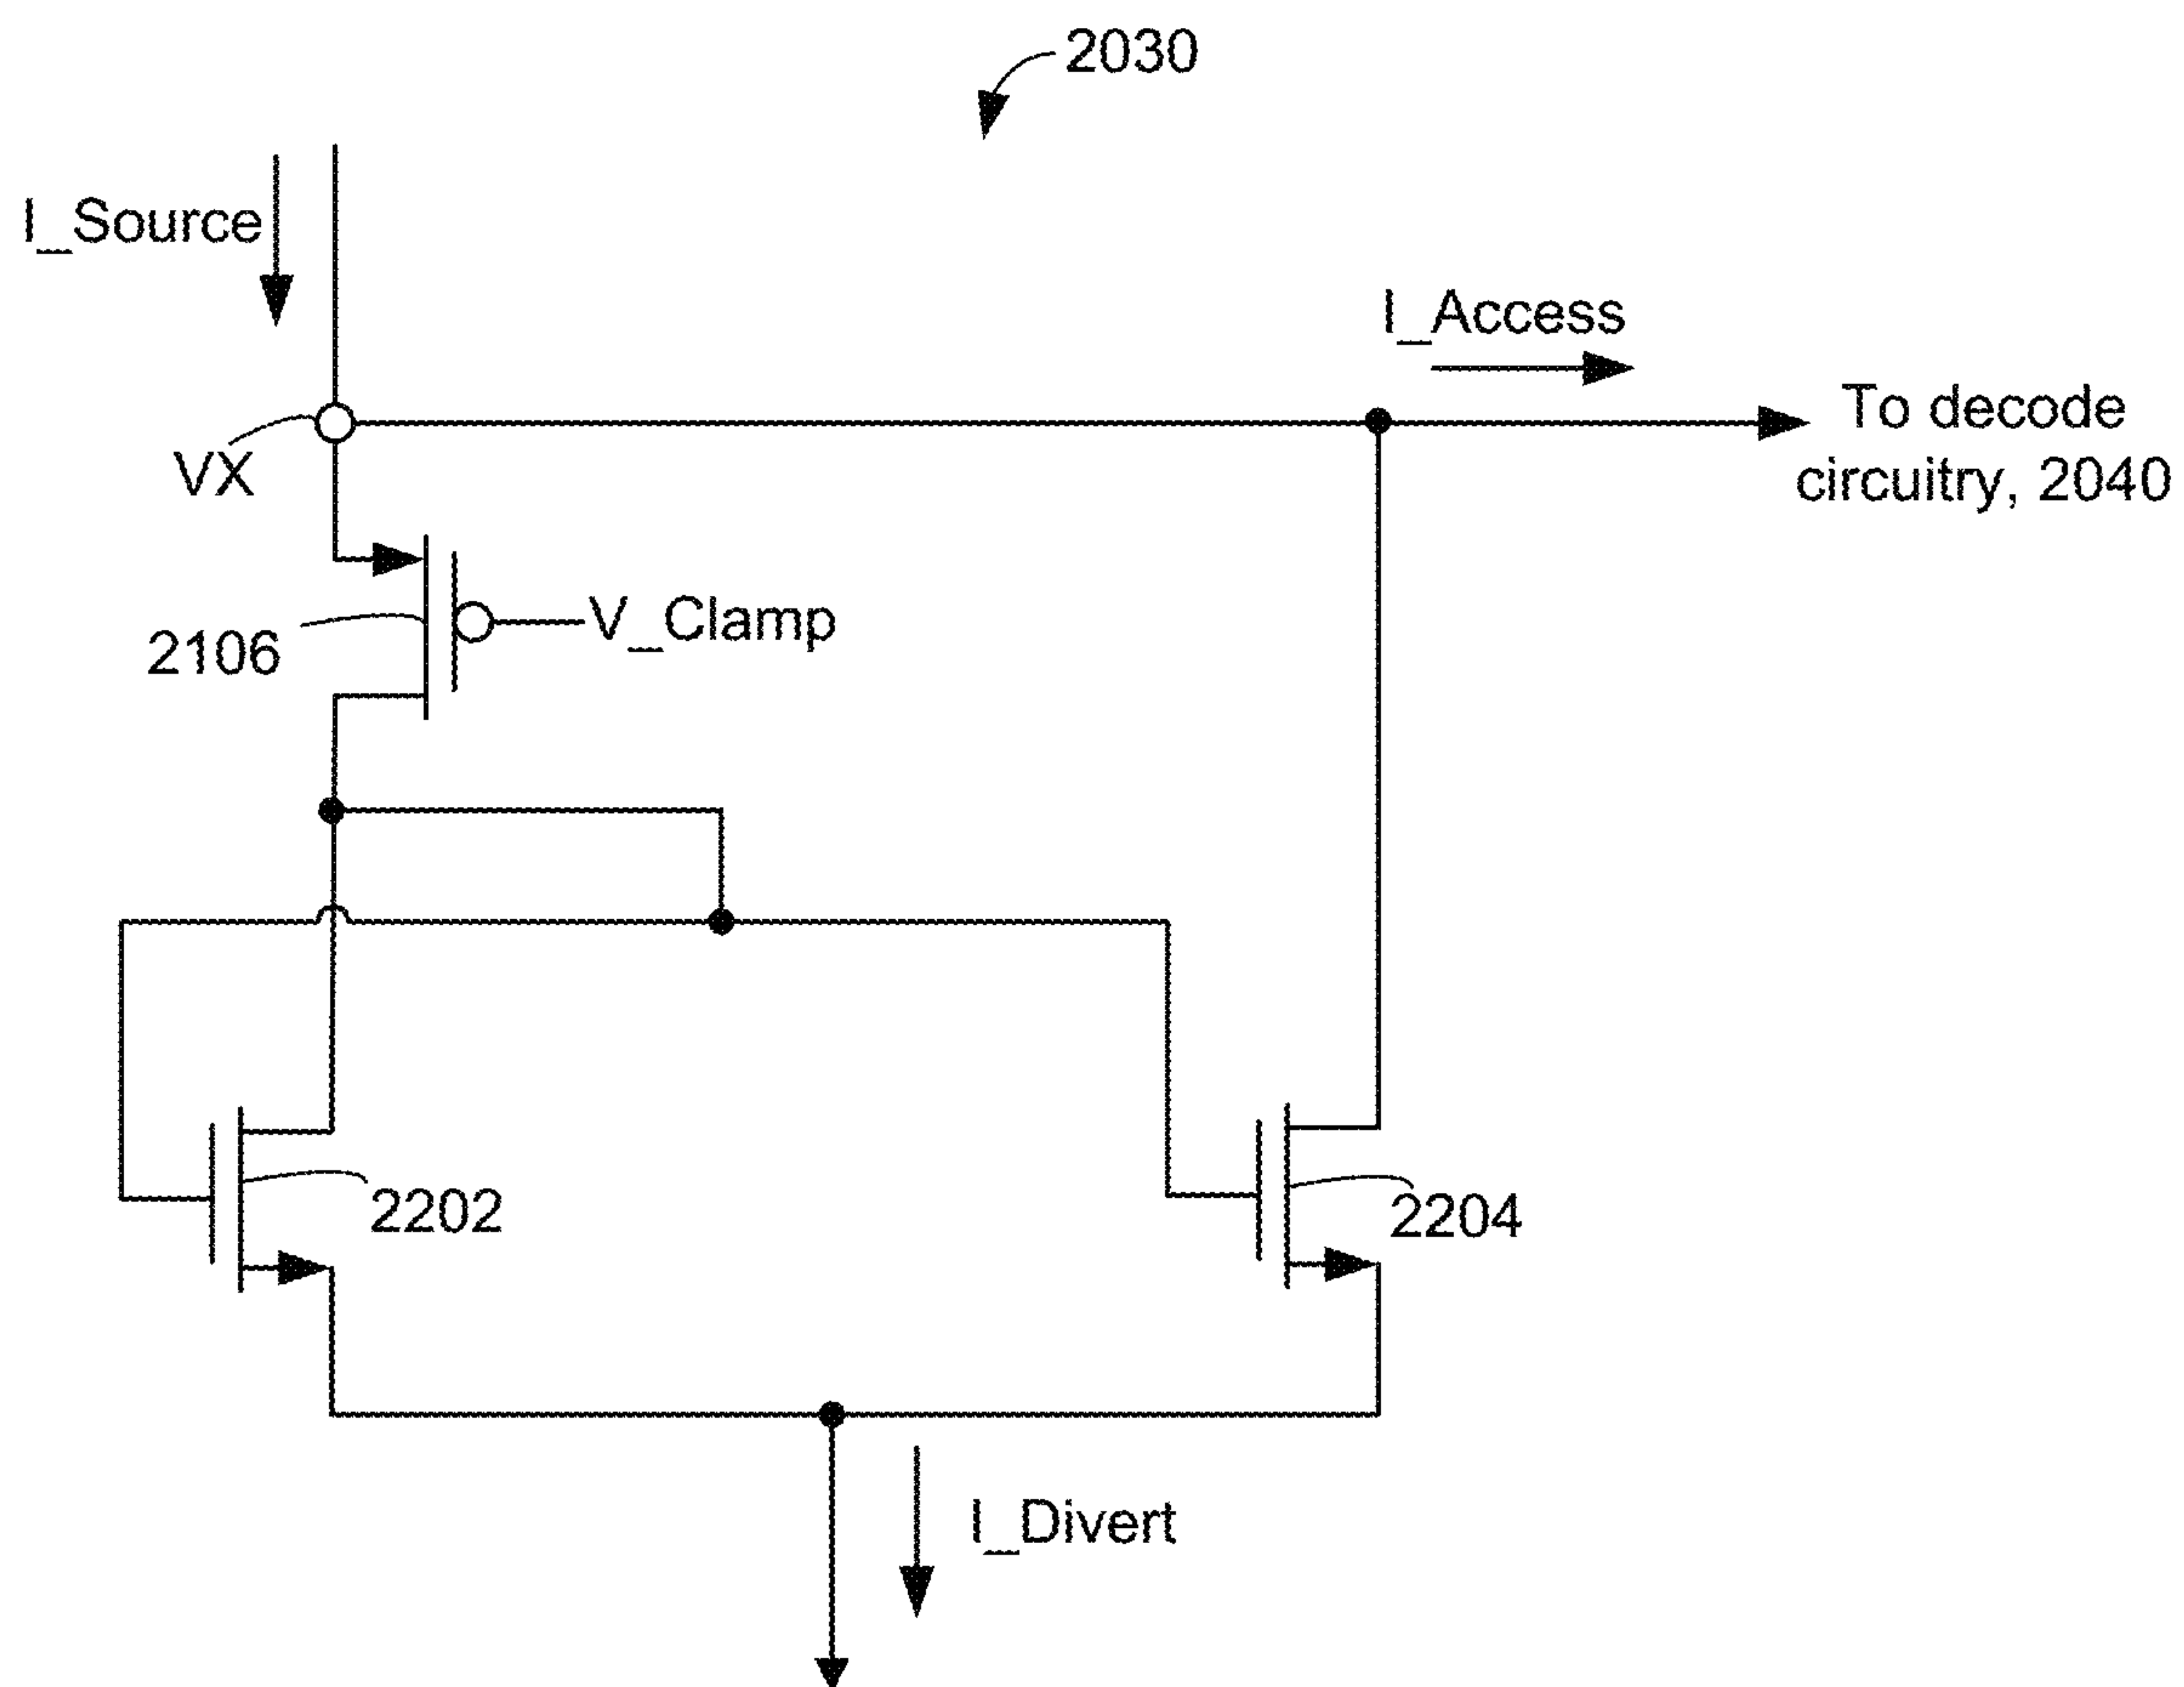 2030
I_Source
I_Access
To decode
circuitry, 2040
VX
V_Clamp
2106
2202
2204
I_Divert